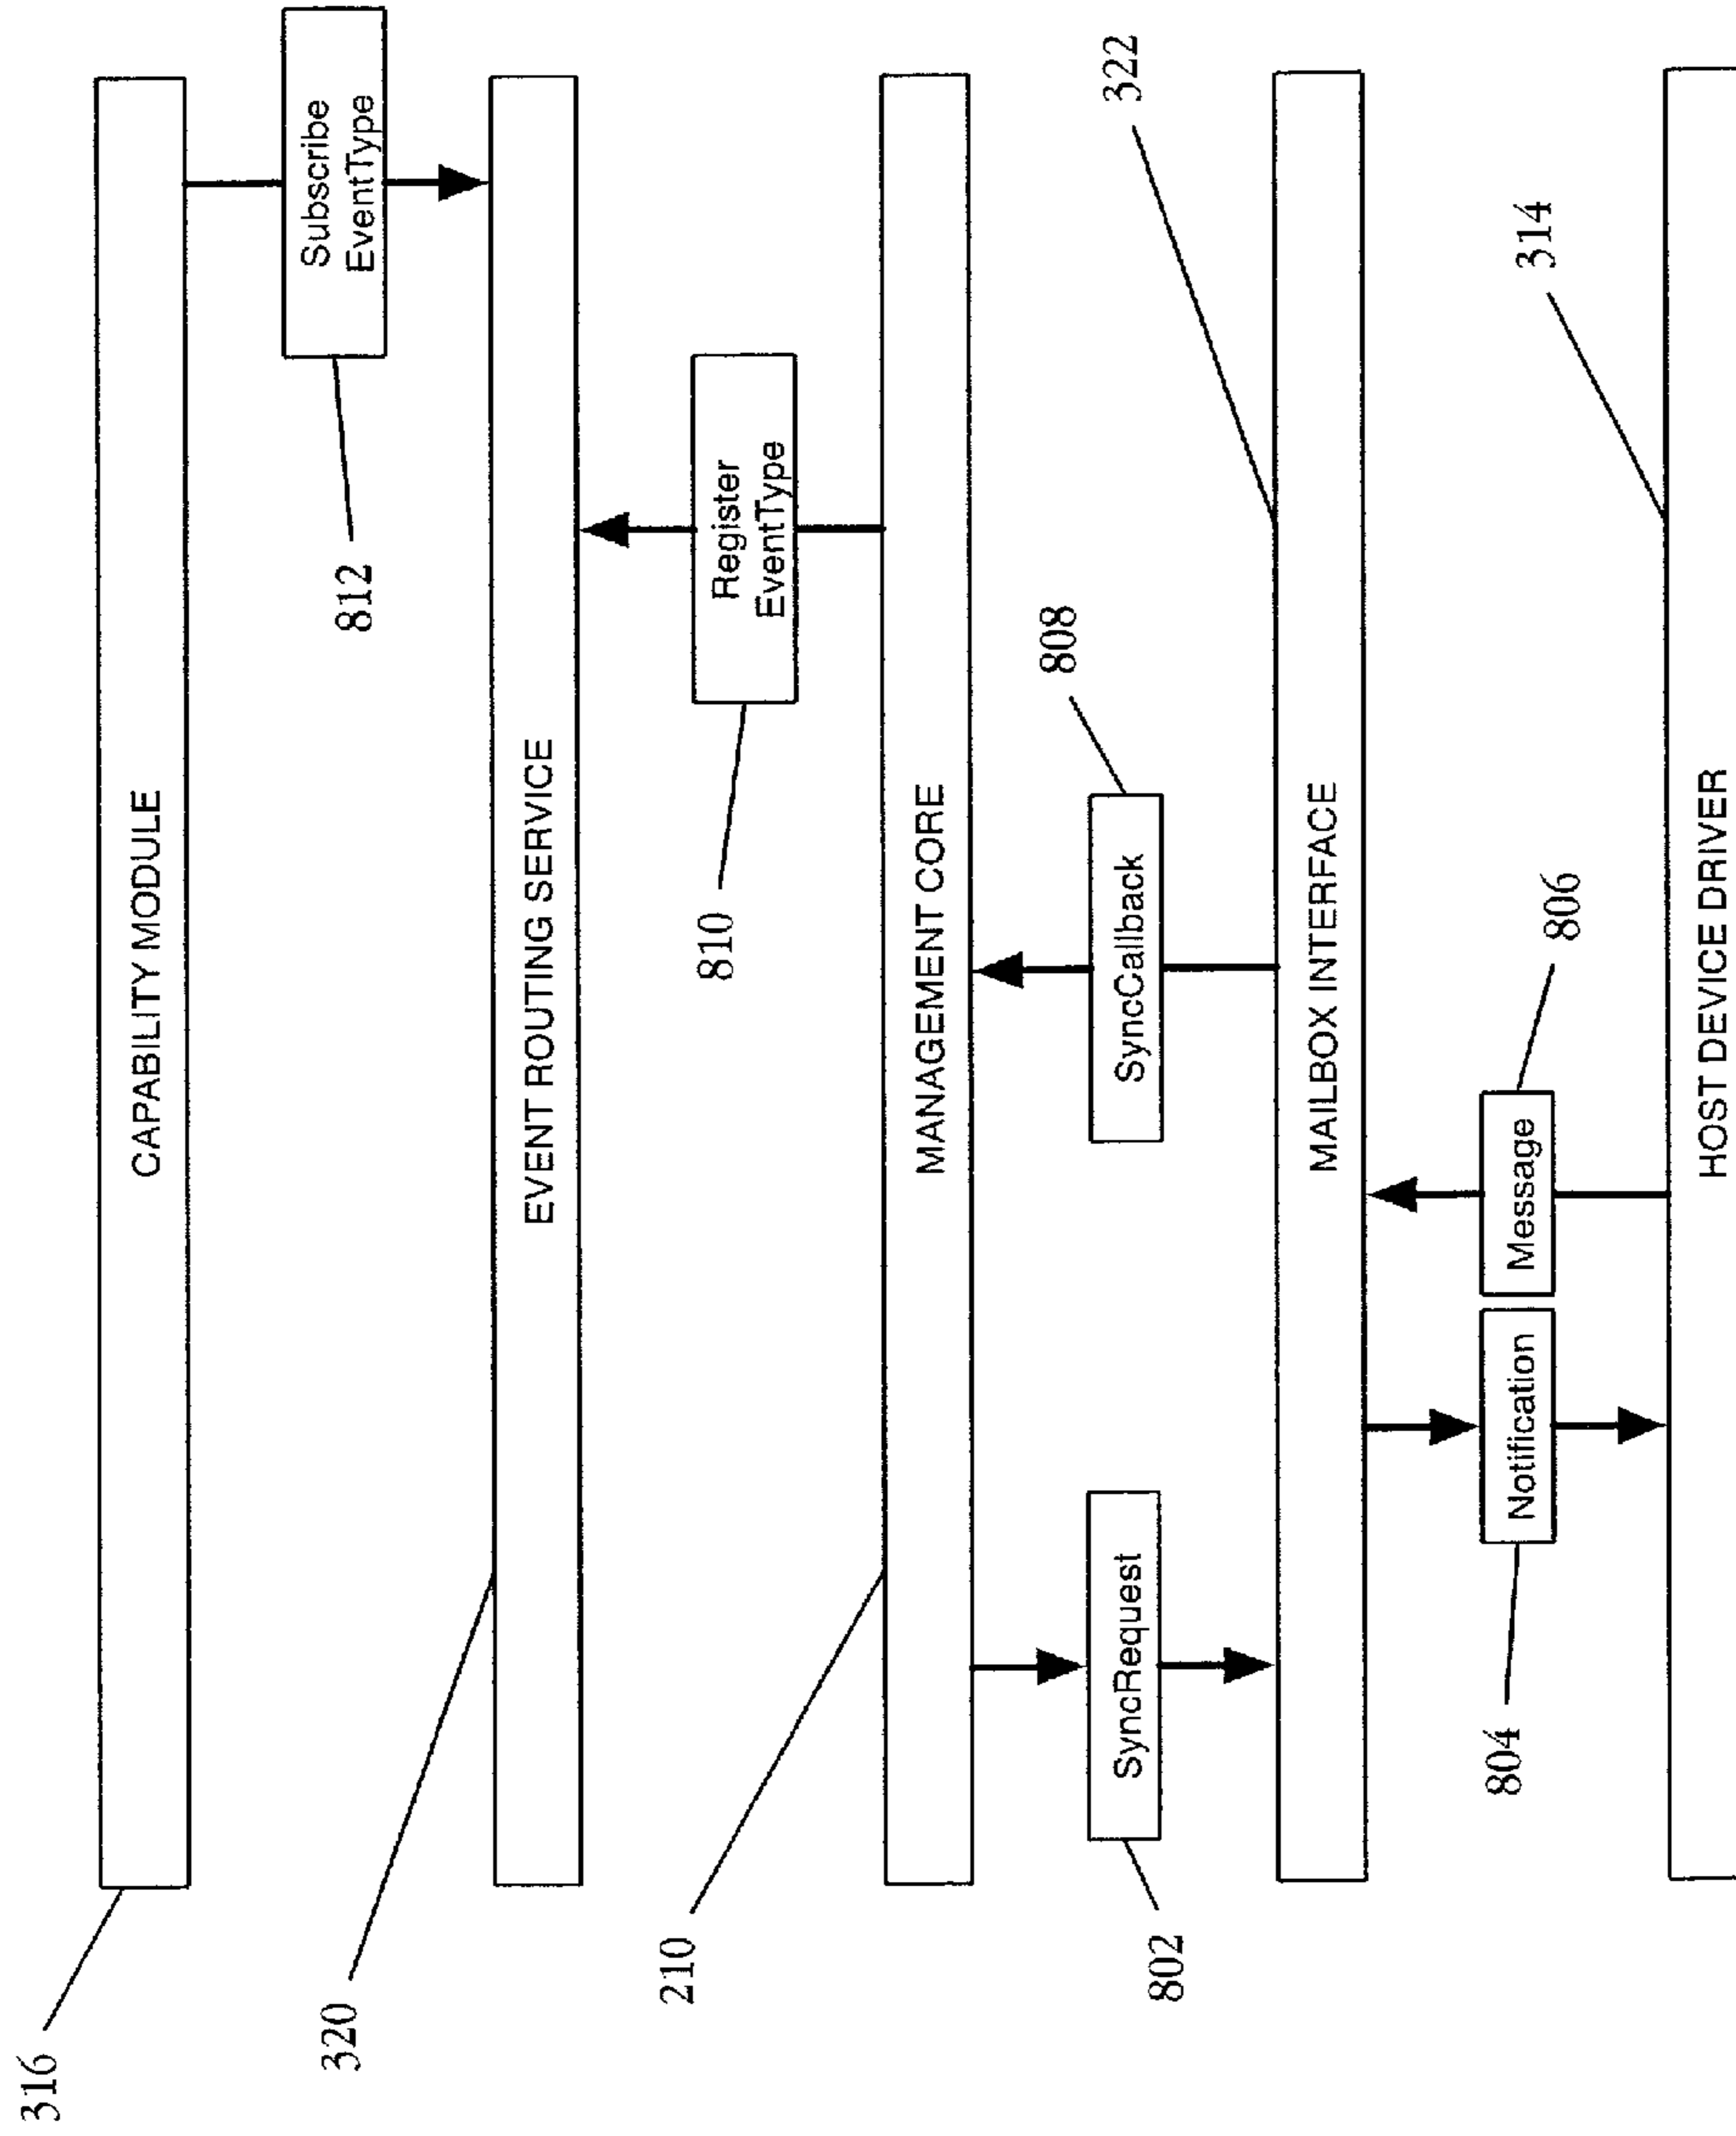 316
CAPABILITY MODULE
812
Subscribe
EventType
320
EVENT ROUTING SERVICE
810
Register
EventType
210
MANAGEMENT CORE
802
SyncRequest
SyncCallback
808
MAILBOX INTERFACE
322
804
Notification
Message
806
HOST DEVICE DRIVER
314